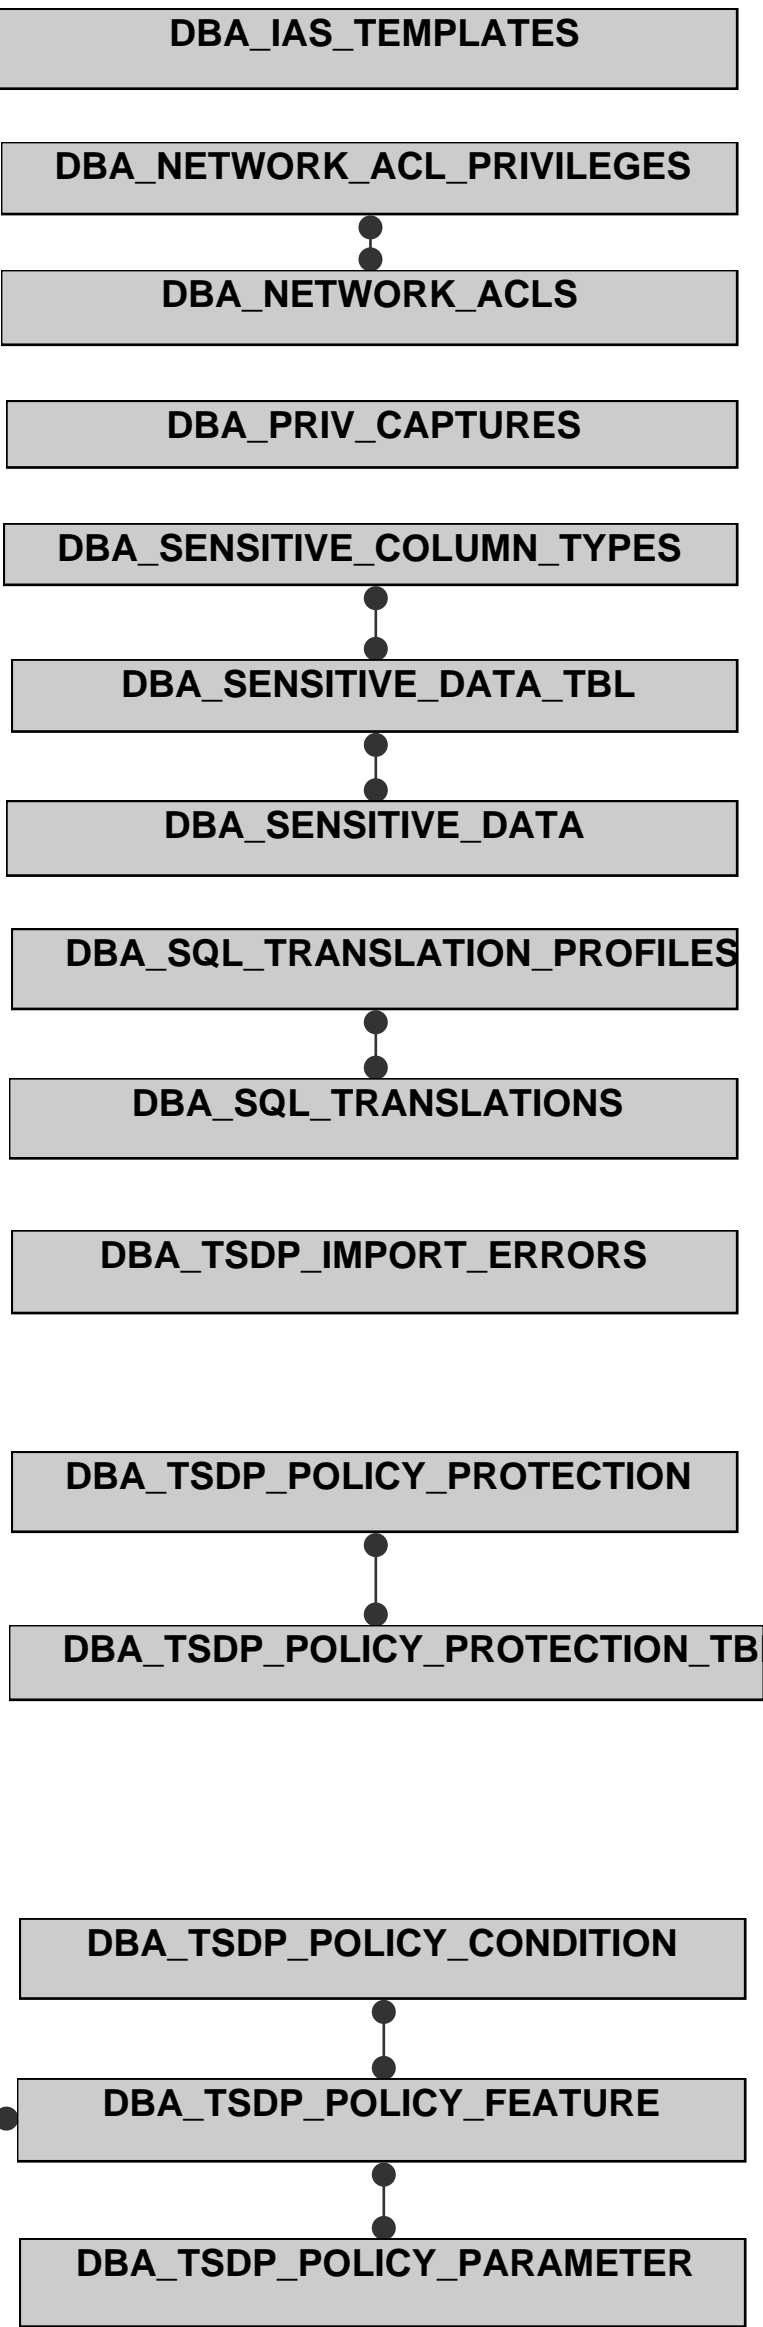 DBA_IAS_TEMPLATES
DBA_NETWORK_ACL_PRIVILEGES
DBA_NETWORK_ACLS
DBA_PRIV_CAPTURES
DBA_SENSITIVE_COLUMN_TYPES
DBA_SENSITIVE_DATA_TBL
DBA_SENSITIVE_DATA
DBA_SQL_TRANSLATION_PROFILES
DBA_SQL_TRANSLATIONS
DBA_TSDP_IMPORT_ERRORS
DBA_TSDP_POLICY_PROTECTION
DBA_TSDP_POLICY_PROTECTION_TB
DBA_TSDP_POLICY_CONDITION
DBA_TSDP_POLICY_FEATURE
DBA_TSDP_POLICY_PARAMETER